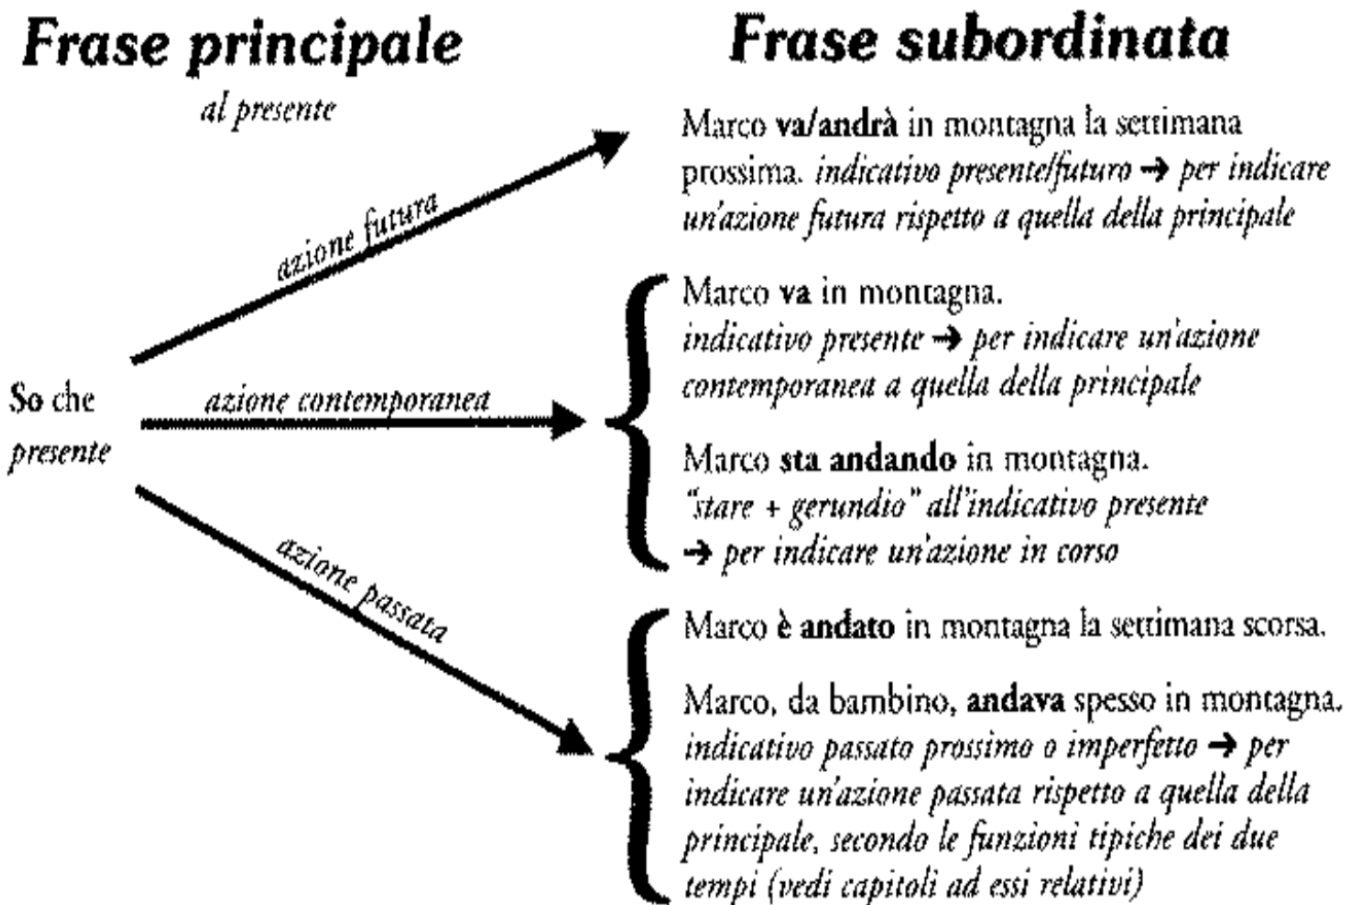 Frase principale
al presente
Frase subordinata
azione futura
Marco va/andrà in montagna la settimana
prossima. indicativo presente/futuro → per indicare
un'azione futura rispetto a quella della principale
So che
presente
azione contemporanea
Marco va in montagna.
indicativo presente → per indicare un'azione
contemporanea a quella della principale
Marco sta andando in montagna.
"stare + gerundio" all'indicativo presente
→ per indicare un'azione in corso
azione passata
Marco è andato in montagna la settimana scorsa.
Marco, da bambino, andava spesso in montagna.
indicativo passato prossimo o imperfetto → per
indicare un'azione passata rispetto a quella della
principale, secondo le funzioni tipiche dei due
tempi (vedi capitoli ad essi relativi)